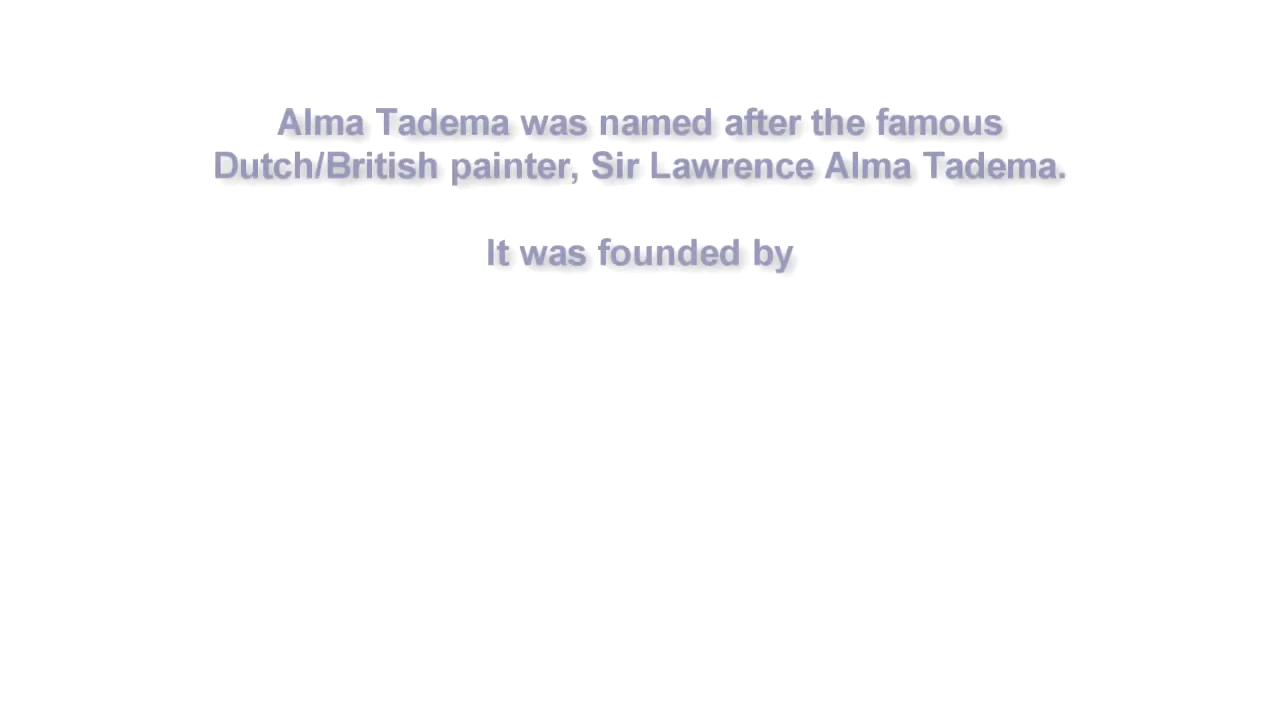 Alma Tadema was named after the famous
Dutch/British painter, Sir Lawrence Alma Tadema.
It was founded by